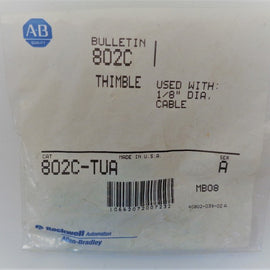 AB
QUALITY
BULLETIN
802C
THIMBLE
USED WITH:
1/8" DIA.
CABLE
CAT
MADE IN U.S.A.
SER
802C-TUA
A
MB08
Rockwell Automation
Allen-Bradley